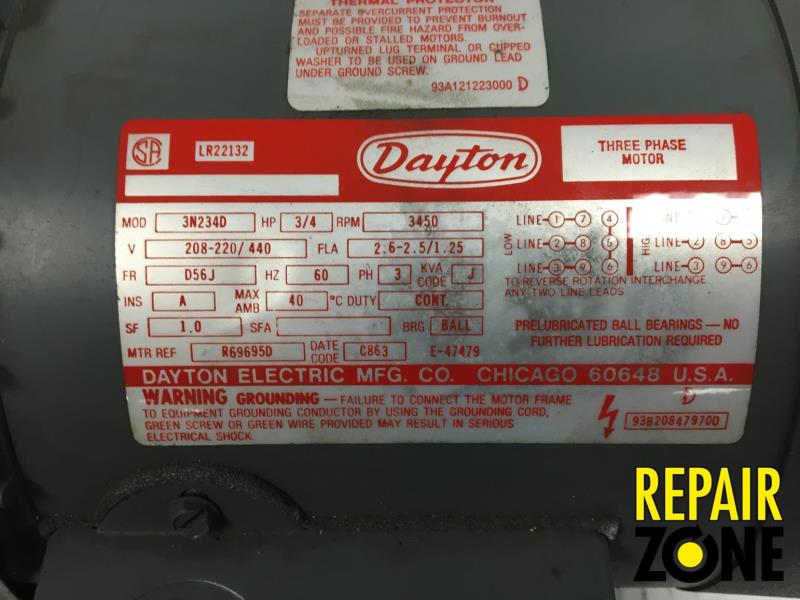 THERMAL PROTECTOR
SEPARATE OVERCURRENT PROTECTION
MUST BE PROVIDED TO PREVENT BURNOUT
AND POSSIBLE FIRE HAZARD FROM OVER-
LOADED OR STALLED MOTORS.
UPTURNED LUG TERMINAL OR CUPPED
WASHER TO BE USED ON GROUND LEAD
UNDER GROUND SCREW.
93A121223000 D
SA LR22132 Dayton THREE PHASE
MOTOR
MOD 3N234D HP 3/4 RPM 3450
V 208-220/440 FLA 2.6-2.5/1.25
FR D56J HZ 60 PH 3 KVA CODE J
INS A MAX AMB 40 °C DUTY CONT.
SF 1.0 SFA BRG BALL
MTR REF R69695D DATE CODE C863 E-47479
LOW
LINE 1 7 4
LINE 2 8 5
LINE 3 9 6
HIGH
LINE 7
LINE 2 8 5
LINE 3 9 6
TO REVERSE ROTATION INTERCHANGE
ANY TWO LINE LEADS
PRELUBRICATED BALL BEARINGS — NO
FURTHER LUBRICATION REQUIRED
DAYTON ELECTRIC MFG. CO. CHICAGO 60648 U.S.A.
WARNING GROUNDING — FAILURE TO CONNECT THE MOTOR FRAME
TO EQUIPMENT GROUNDING CONDUCTOR BY USING THE GROUNDING CORD,
GREEN SCREW OR GREEN WIRE PROVIDED MAY RESULT IN SERIOUS
ELECTRICAL SHOCK.
D
93B208479700
REPAIR
ZONE